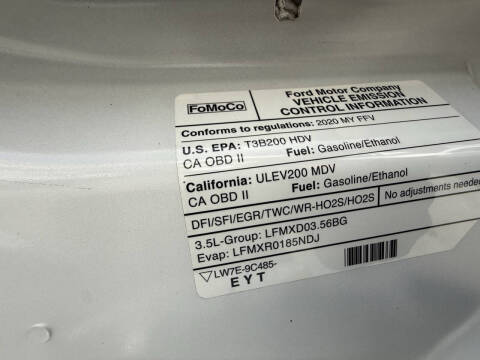 FoMoCo
Ford Motor Company
VEHICLE EMISSION
CONTROL INFORMATION
Conforms to regulations: 2020 MY FFV
U.S. EPA: T3B200 HDV
CA OBD II Fuel: Gasoline/Ethanol
California: ULEV200 MDV
CA OBD II Fuel: Gasoline/Ethanol
DFI/SFI/EGR/TWC/WR-HO2S/HO2S No adjustments needed
3.5L-Group: LFMXD03.56BG
Evap: LFMXR0185NDJ
LW7E-9C485-
EYT